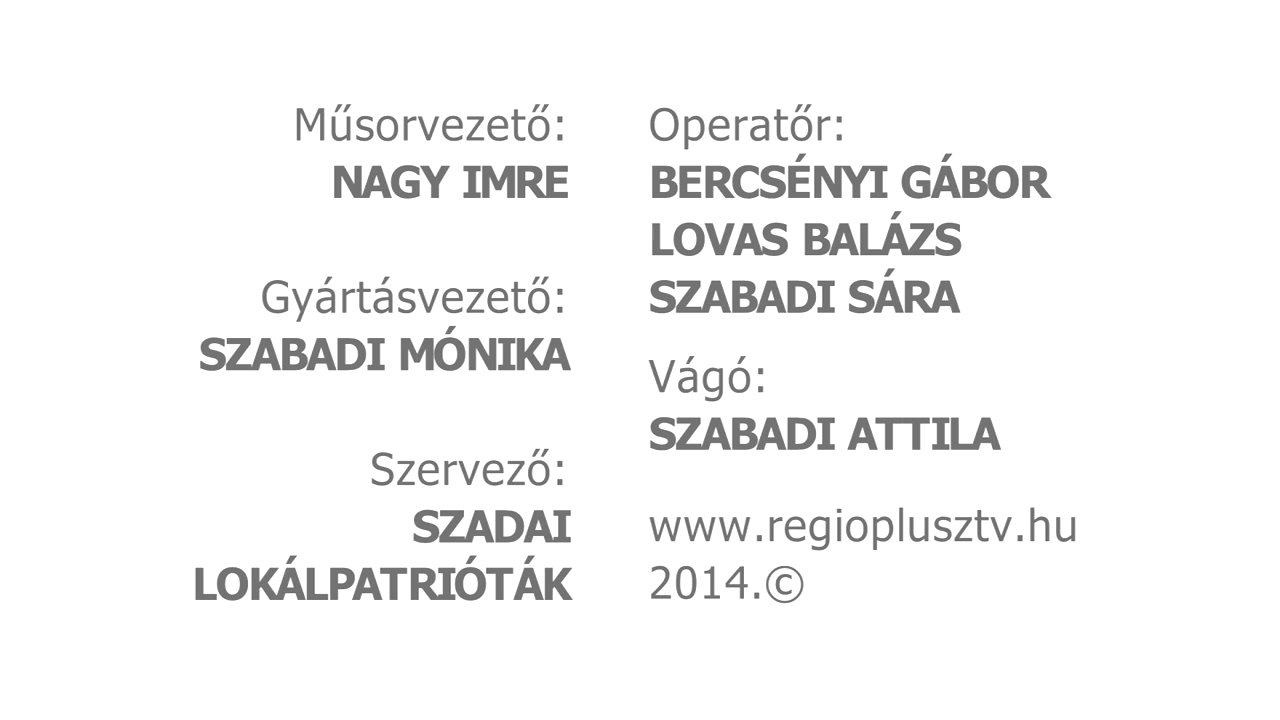 Műsorvezető:
NAGY IMRE
Gyártásvezető:
SZABADI MÓNIKA
Szervező:
SZADAI
LOKÁLPATRIÓTÁK
Operatőr:
BERCSÉNYI GÁBOR
LOVAS BALÁZS
SZABADI SÁRA
Vágó:
SZABADI ATTILA
www.regioplusztv.hu
2014.©